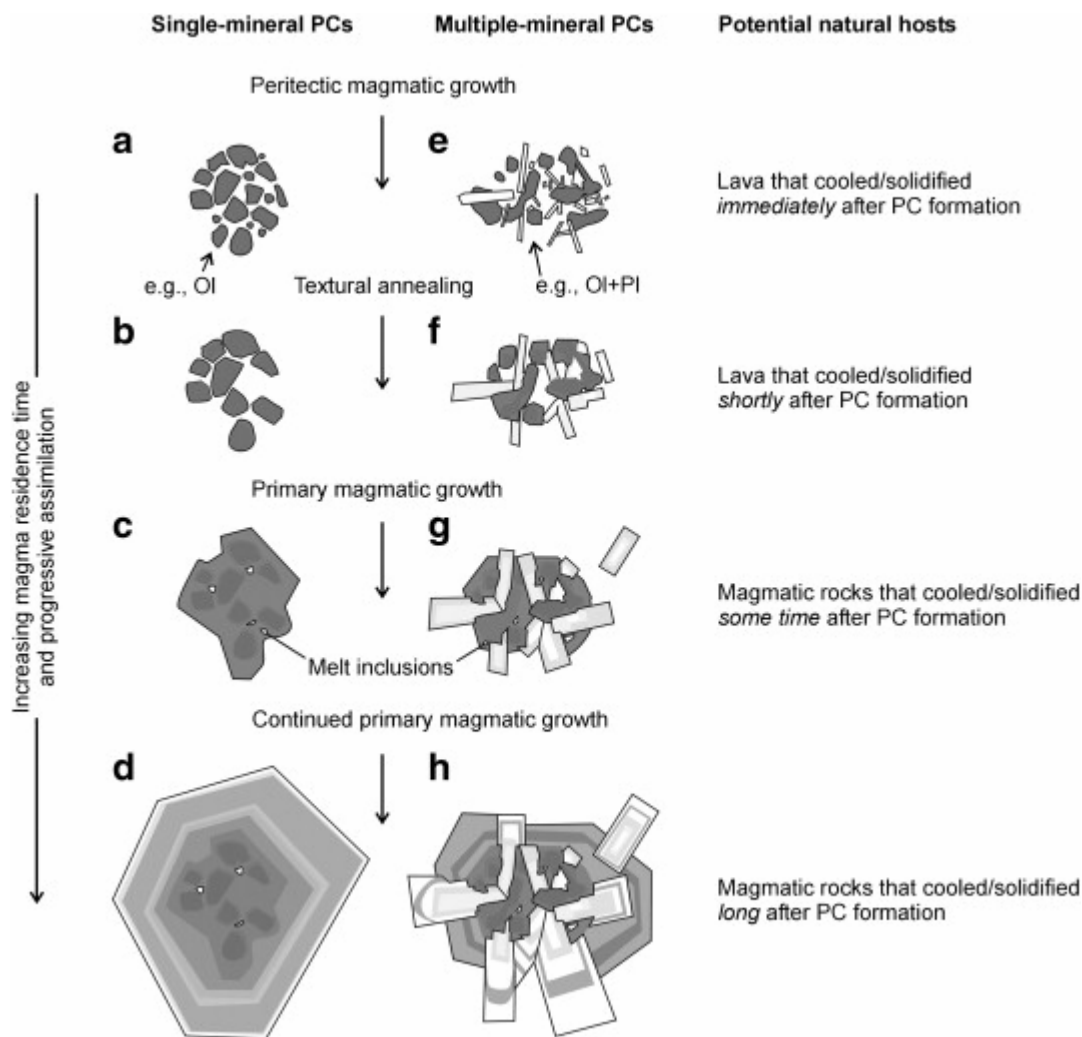 Single-mineral PCs
Multiple-mineral PCs
Potential natural hosts
Peritectic magmatic growth
a
e
Lava that cooled/solidified
immediately after PC formation
e.g., Ol
Textural annealing
e.g., Ol+Pl
b
f
Lava that cooled/solidified
shortly after PC formation
Increasing magma residence time
and progressive assimilation
Primary magmatic growth
c
g
Magmatic rocks that cooled/solidified
some time after PC formation
Melt inclusions
Continued primary magmatic growth
d
h
Magmatic rocks that cooled/solidified
long after PC formation